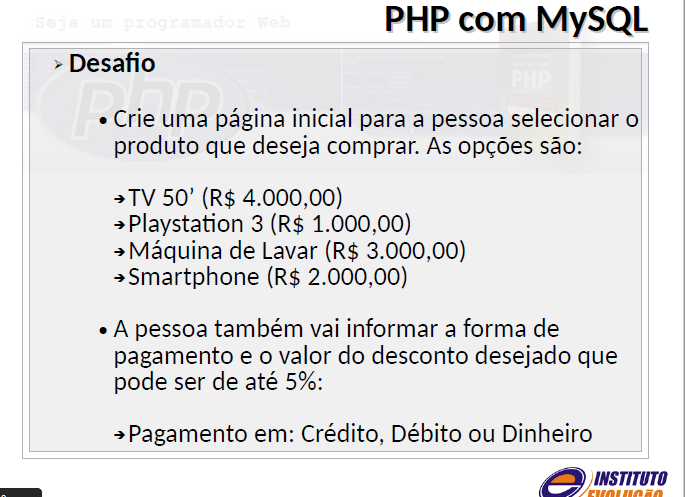 Seja um programador Web
PHP com MySQL
➢ Desafio
• Crie uma página inicial para a pessoa selecionar o
produto que deseja comprar. As opções são:
➔TV 50’ (R$ 4.000,00)
➔Playstation 3 (R$ 1.000,00)
➔Máquina de Lavar (R$ 3.000,00)
➔Smartphone (R$ 2.000,00)
• A pessoa também vai informar a forma de
pagamento e o valor do desconto desejado que
pode ser de até 5%:
➔Pagamento em: Crédito, Débito ou Dinheiro
php
PHP
INSTITUTO
EVOLUÇÃO